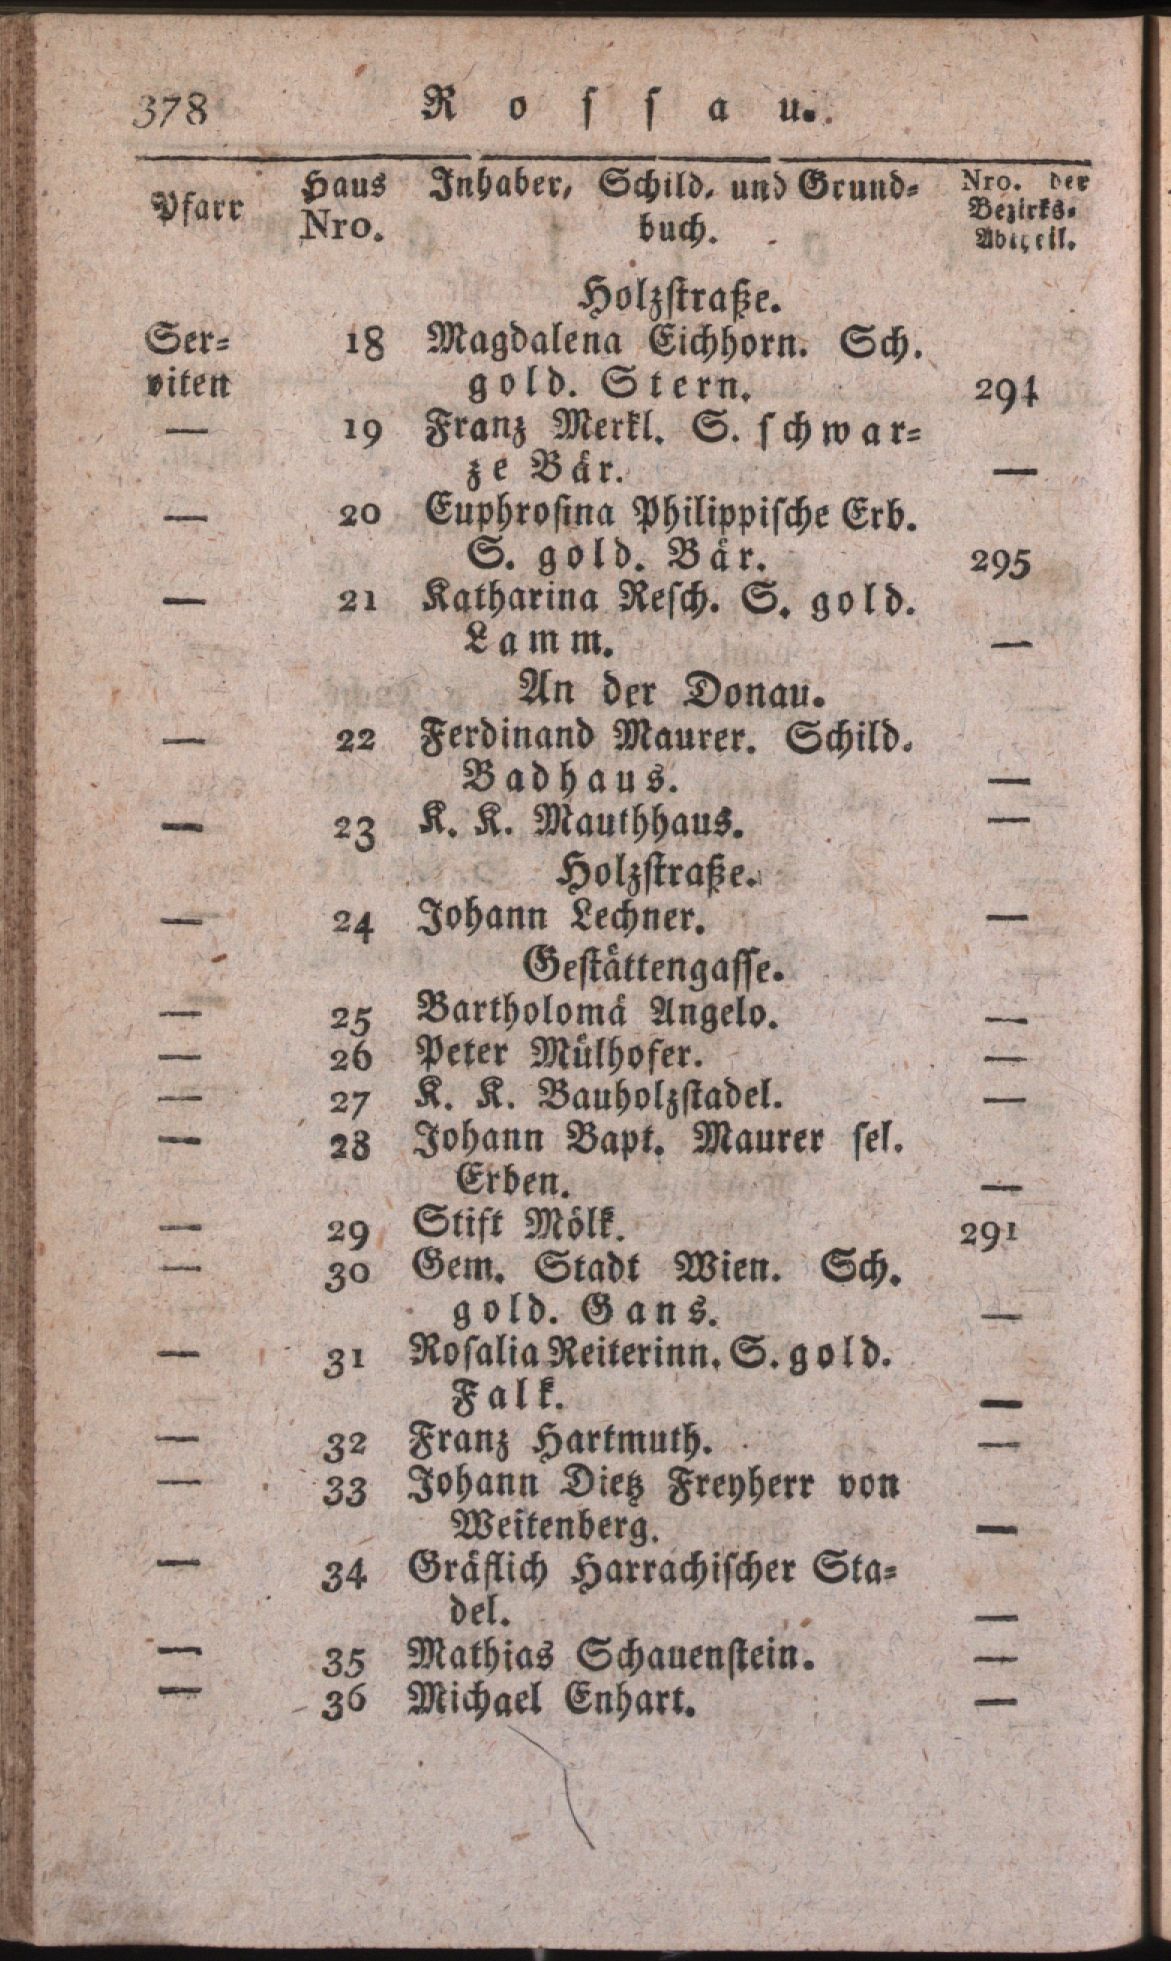 378 Rossau.
Pfarr Haus Nro. Inhaber, Schild, und Grund= Nro. der Bezirks=
buch. Abtheil.
Holzstraße.
Ser= 18 Magdalena Eichhorn. Sch.
viten gold. Stern. 294
— 19 Franz Merkl. S. schwar=
ze Bär. —
— 20 Euphrosina Philippische Erb.
S. gold. Bär. 295
— 21 Katharina Resch. S. gold.
Lamm. —
An der Donau.
— 22 Ferdinand Maurer. Schild.
Badhaus. —
— 23 K. K. Mauthhaus. —
Holzstraße.
— 24 Johann Lechner. —
Gestättengasse.
— 25 Bartholomä Angelo. —
— 26 Peter Mülhofer. —
— 27 K. K. Bauholzstadel. —
— 28 Johann Bapt. Maurer sel.
Erben. —
— 29 Stift Mölk. 291
— 30 Gem. Stadt Wien. Sch.
gold. Gans. —
— 31 Rosalia Reiterinn. S. gold.
Falk. —
— 32 Franz Hartmuth. —
— 33 Johann Dietz Freyherr von
Weitenberg. —
— 34 Gräflich Harrachischer Sta=
del. —
— 35 Mathias Schauenstein. —
— 36 Michael Enhart. —